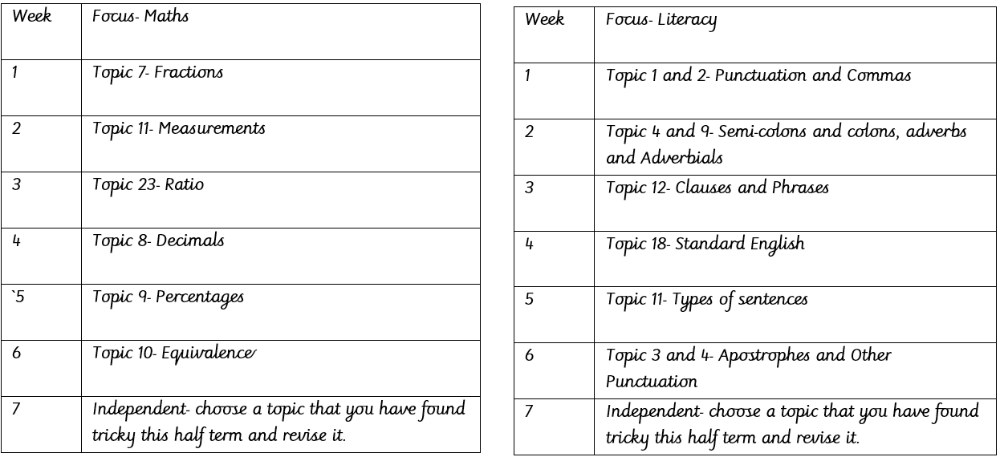 Week Focus- Maths
1 Topic 7- Fractions
2 Topic 11- Measurements
3 Topic 23- Ratio
4 Topic 8- Decimals
`5 Topic 9- Percentages
6 Topic 10- Equivalence
7 Independent- choose a topic that you have found
tricky this half term and revise it.
Week Focus- Literacy
1 Topic 1 and 2- Punctuation and Commas
2 Topic 4 and 9- Semi-colons and colons, adverbs
and Adverbials
3 Topic 12- Clauses and Phrases
4 Topic 18- Standard English
5 Topic 11- Types of sentences
6 Topic 3 and 4- Apostrophes and Other
Punctuation
7 Independent- choose a topic that you have found
tricky this half term and revise it.